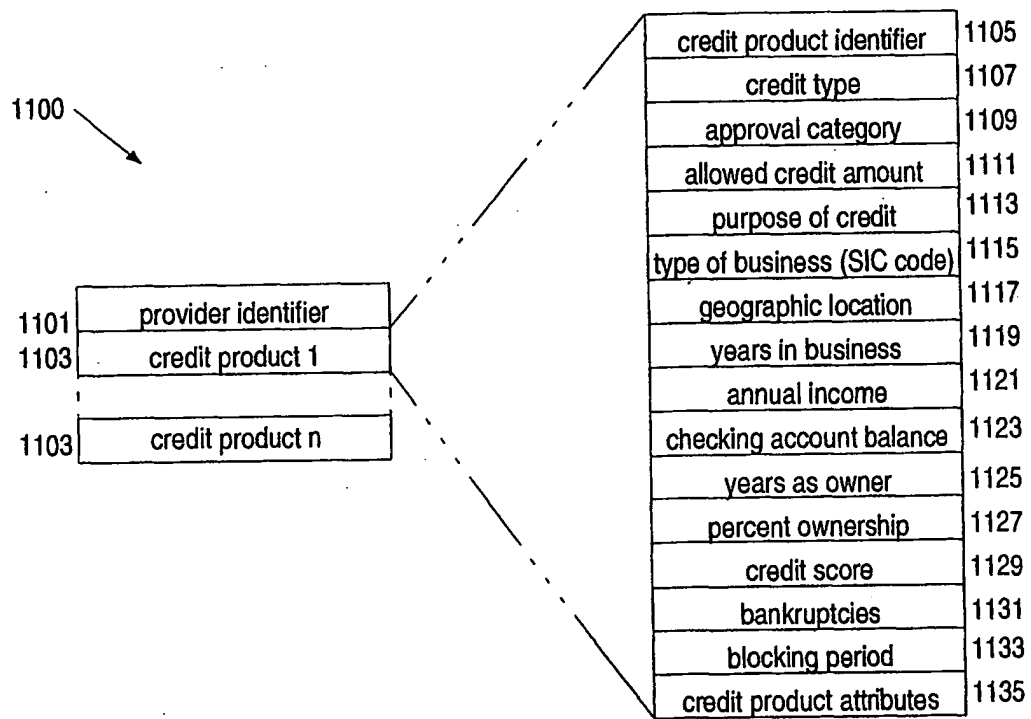 1100
1101 provider identifier
1103 credit product 1
1103 credit product n
credit product identifier 1105
credit type 1107
approval category 1109
allowed credit amount 1111
purpose of credit 1113
type of business (SIC code) 1115
geographic location 1117
years in business 1119
annual income 1121
checking account balance 1123
years as owner 1125
percent ownership 1127
credit score 1129
bankruptcies 1131
blocking period 1133
credit product attributes 1135